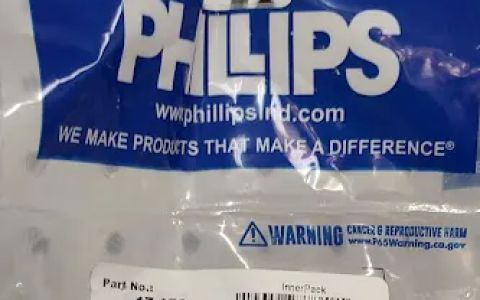 PHILLIPS
www.phillipsind.com
WE MAKE PRODUCTS THAT MAKE A DIFFERENCE®
WARNING CANCER & REPRODUCTIVE HARM
www.P65Warning.ca.gov
Part No.: InnerPack